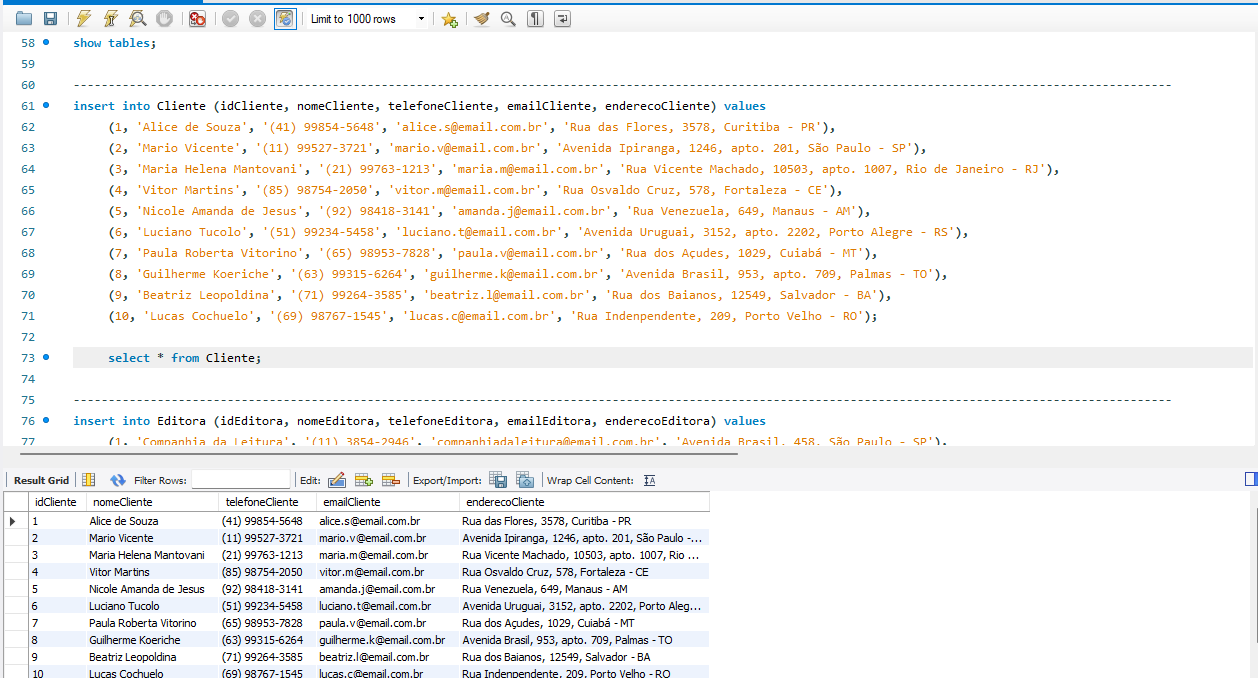 Limit to 1000 rows
58 show tables;
59
60 ----------------------------------------------------------------------------------------------------------------------------------------------------------
61 insert into Cliente (idCliente, nomeCliente, telefoneCliente, emailCliente, enderecoCliente) values
62 (1, 'Alice de Souza', '(41) 99854-5648', 'alice.s@email.com.br', 'Rua das Flores, 3578, Curitiba - PR'),
63 (2, 'Mario Vicente', '(11) 99527-3721', 'mario.v@email.com.br', 'Avenida Ipiranga, 1246, apto. 201, São Paulo - SP'),
64 (3, 'Maria Helena Mantovani', '(21) 99763-1213', 'maria.m@email.com.br', 'Rua Vicente Machado, 10503, apto. 1007, Rio de Janeiro - RJ'),
65 (4, 'Vitor Martins', '(85) 98754-2050', 'vitor.m@email.com.br', 'Rua Osvaldo Cruz, 578, Fortaleza - CE'),
66 (5, 'Nicole Amanda de Jesus', '(92) 98418-3141', 'amanda.j@email.com.br', 'Rua Venezuela, 649, Manaus - AM'),
67 (6, 'Luciano Tucolo', '(51) 99234-5458', 'luciano.t@email.com.br', 'Avenida Uruguai, 3152, apto. 2202, Porto Alegre - RS'),
68 (7, 'Paula Roberta Vitorino', '(65) 98953-7828', 'paula.v@email.com.br', 'Rua dos Açudes, 1029, Cuiabá - MT'),
69 (8, 'Guilherme Koeriche', '(63) 99315-6264', 'guilherme.k@email.com.br', 'Avenida Brasil, 953, apto. 709, Palmas - TO'),
70 (9, 'Beatriz Leopoldina', '(71) 99264-3585', 'beatriz.l@email.com.br', 'Rua dos Baianos, 12549, Salvador - BA'),
71 (10, 'Lucas Cochuelo', '(69) 98767-1545', 'lucas.c@email.com.br', 'Rua Indenpendente, 209, Porto Velho - RO');
72
73 select * from Cliente;
74
75 ----------------------------------------------------------------------------------------------------------------------------------------------------------
76 insert into Editora (idEditora, nomeEditora, telefoneEditora, emailEditora, enderecoEditora) values
77 (1, 'Companhia da Leitura', '(11) 3854-2946', 'companhiadaleitura@email.com.br', 'Avenida Brasil, 458, São Paulo - SP'),
Result Grid Filter Rows: Edit: Export/Import: Wrap Cell Content: IA
idCliente nomeCliente telefoneCliente emailCliente enderecoCliente
1 Alice de Souza (41) 99854-5648 alice.s@email.com.br Rua das Flores, 3578, Curitiba - PR
2 Mario Vicente (11) 99527-3721 mario.v@email.com.br Avenida Ipiranga, 1246, apto. 201, São Paulo -...
3 Maria Helena Mantovani (21) 99763-1213 maria.m@email.com.br Rua Vicente Machado, 10503, apto. 1007, Rio ...
4 Vitor Martins (85) 98754-2050 vitor.m@email.com.br Rua Osvaldo Cruz, 578, Fortaleza - CE
5 Nicole Amanda de Jesus (92) 98418-3141 amanda.j@email.com.br Rua Venezuela, 649, Manaus - AM
6 Luciano Tucolo (51) 99234-5458 luciano.t@email.com.br Avenida Uruguai, 3152, apto. 2202, Porto Aleg...
7 Paula Roberta Vitorino (65) 98953-7828 paula.v@email.com.br Rua dos Açudes, 1029, Cuiabá - MT
8 Guilherme Koeriche (63) 99315-6264 guilherme.k@email.com.br Avenida Brasil, 953, apto. 709, Palmas - TO
9 Beatriz Leopoldina (71) 99264-3585 beatriz.l@email.com.br Rua dos Baianos, 12549, Salvador - BA
10 Lucas Cochuelo (69) 98767-1545 lucas.c@email.com.br Rua Indenpendente, 209, Porto Velho - RO